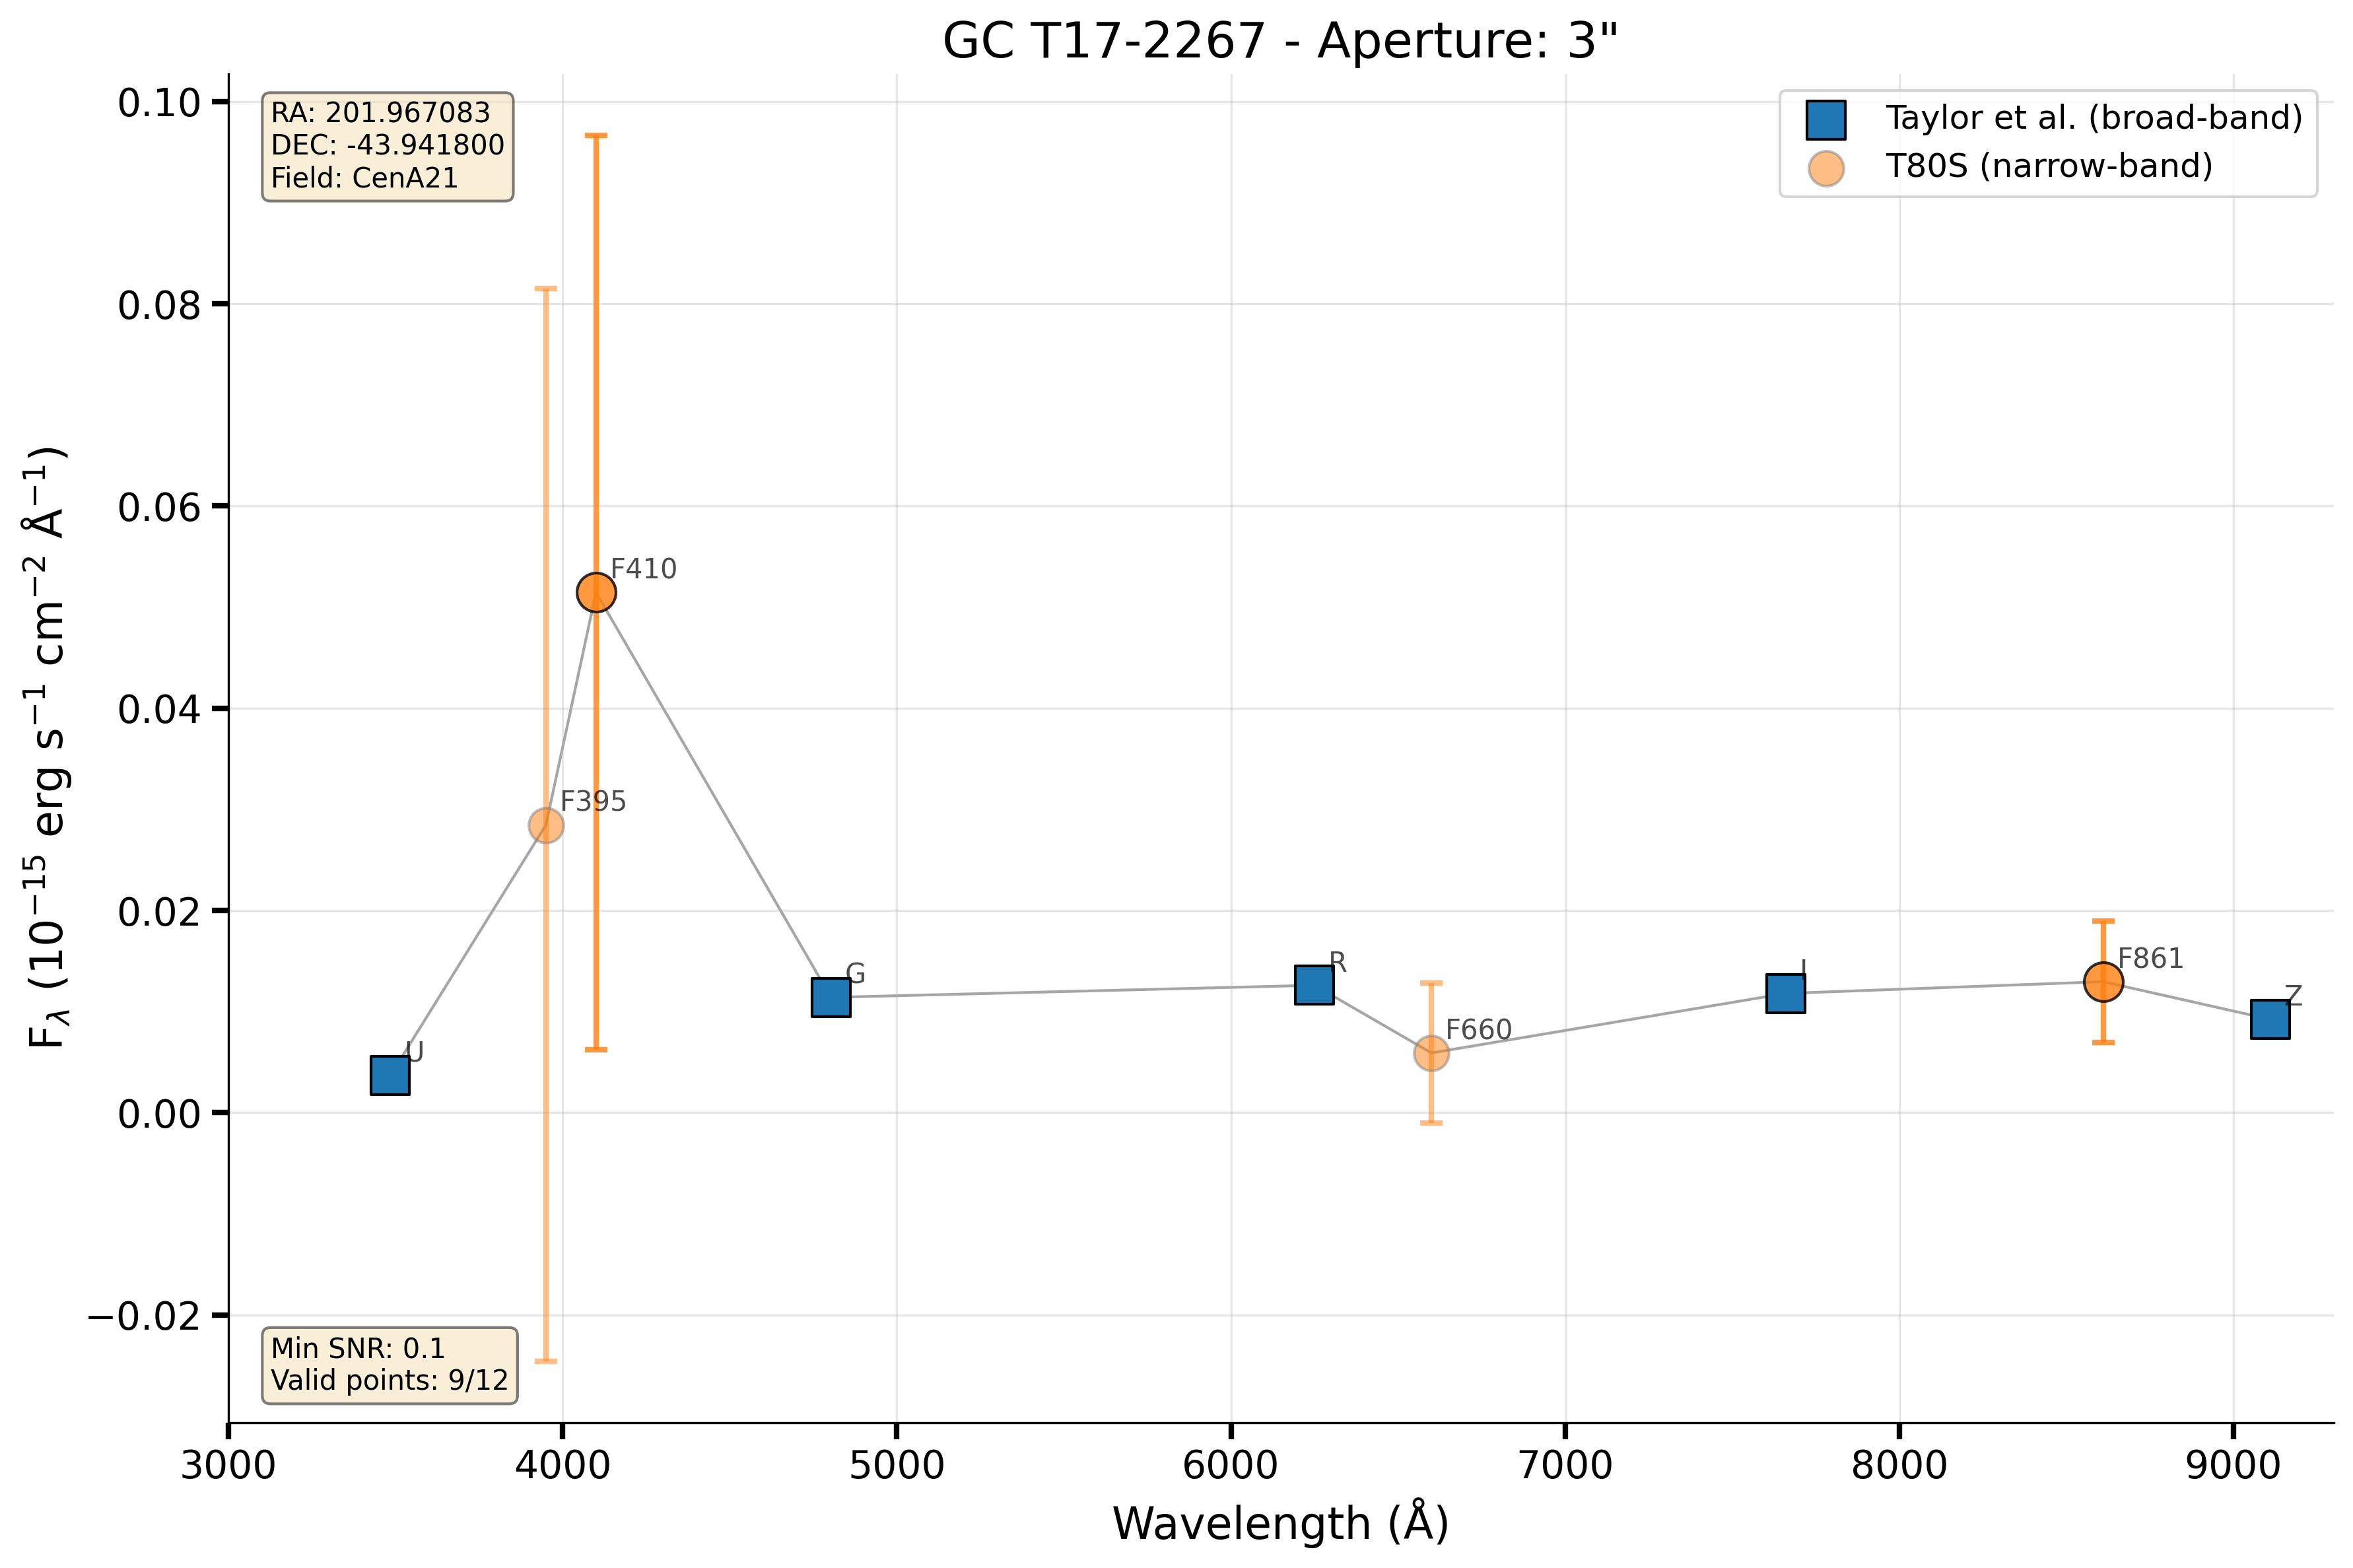 GC T17-2267 - Aperture: 3"
RA: 201.967083
DEC: -43.941800
Field: CenA21
Taylor et al. (broad-band)
T80S (narrow-band)
0.10
0.08
0.06
0.04
0.02
0.00
−0.02
F_λ (10⁻¹⁵ erg s⁻¹ cm⁻² Å⁻¹)
U
F395
F410
G
R
F660
I
F861
Z
Min SNR: 0.1
Valid points: 9/12
3000 4000 5000 6000 7000 8000 9000
Wavelength (Å)